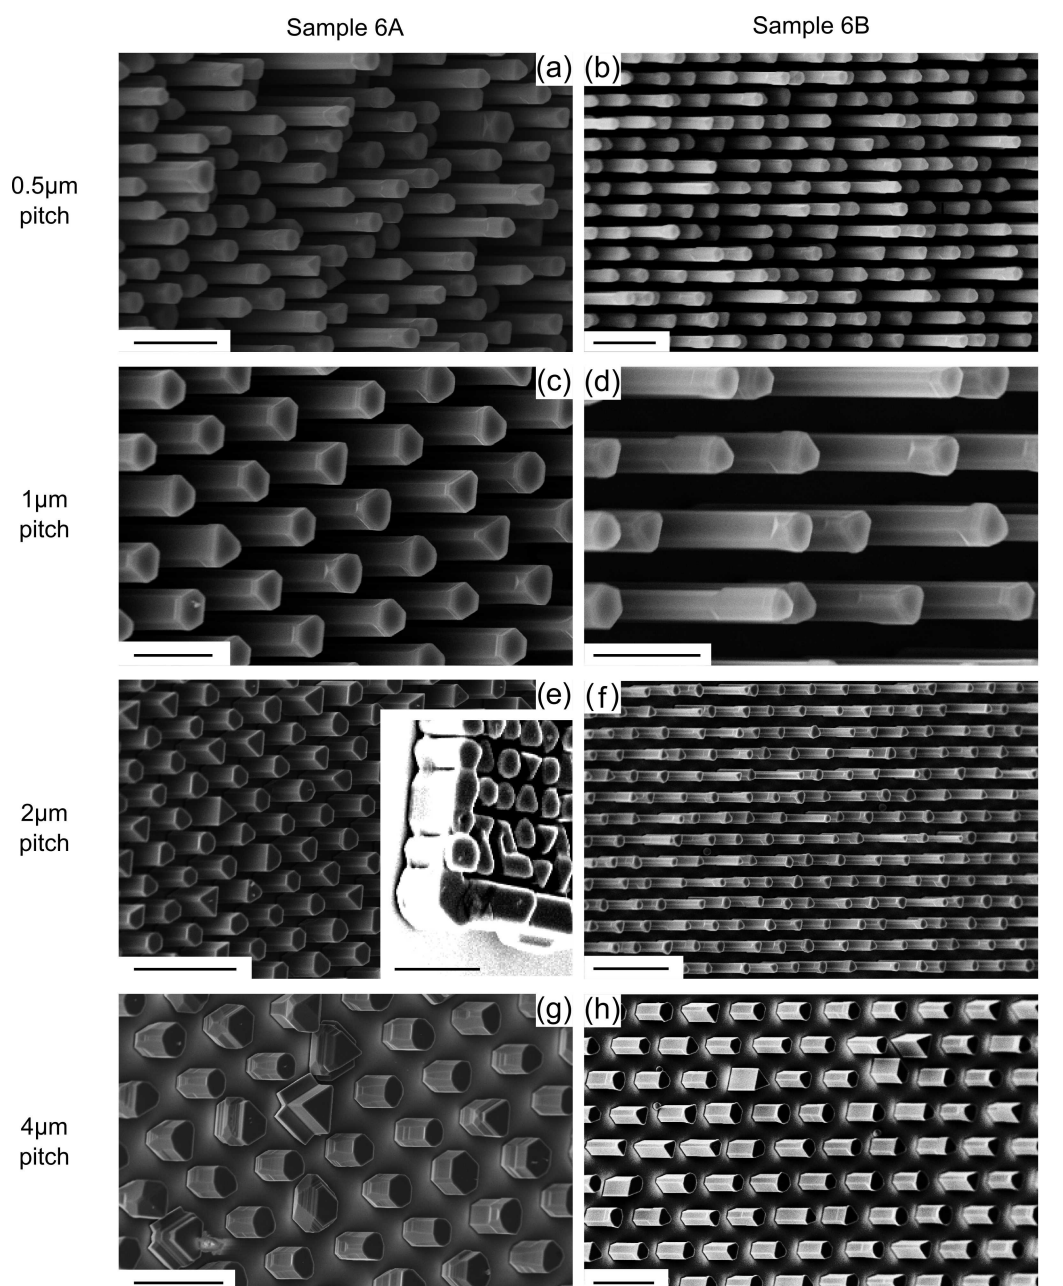 Sample 6A
Sample 6B
(a)
(b)
0.5µm
pitch
(c)
(d)
1µm
pitch
(e)
(f)
2µm
pitch
(g)
(h)
4µm
pitch